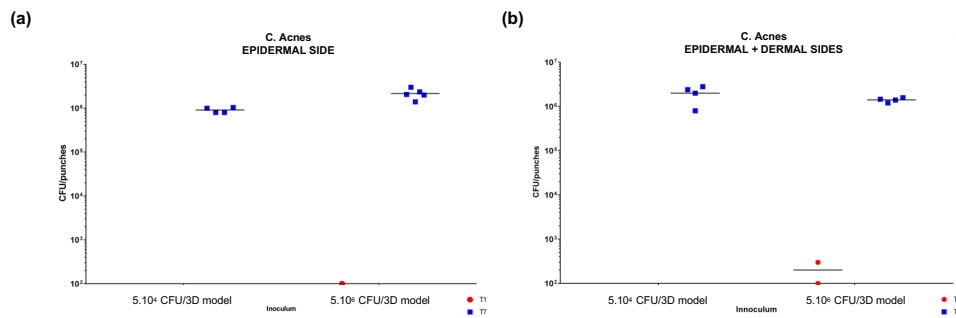 (a)
C. Acnes
EPIDERMAL SIDE
CFU/punches
10⁷
10⁶
10⁵
10⁴
10³
10²
5.10⁴ CFU/3D model
5.10⁶ CFU/3D model
Inoculum
T1
T7
(b)
C. Acnes
EPIDERMAL + DERMAL SIDES
CFU/punches
10⁷
10⁶
10⁵
10⁴
10³
10²
5.10⁴ CFU/3D model
5.10⁶ CFU/3D model
Innoculum
T
T